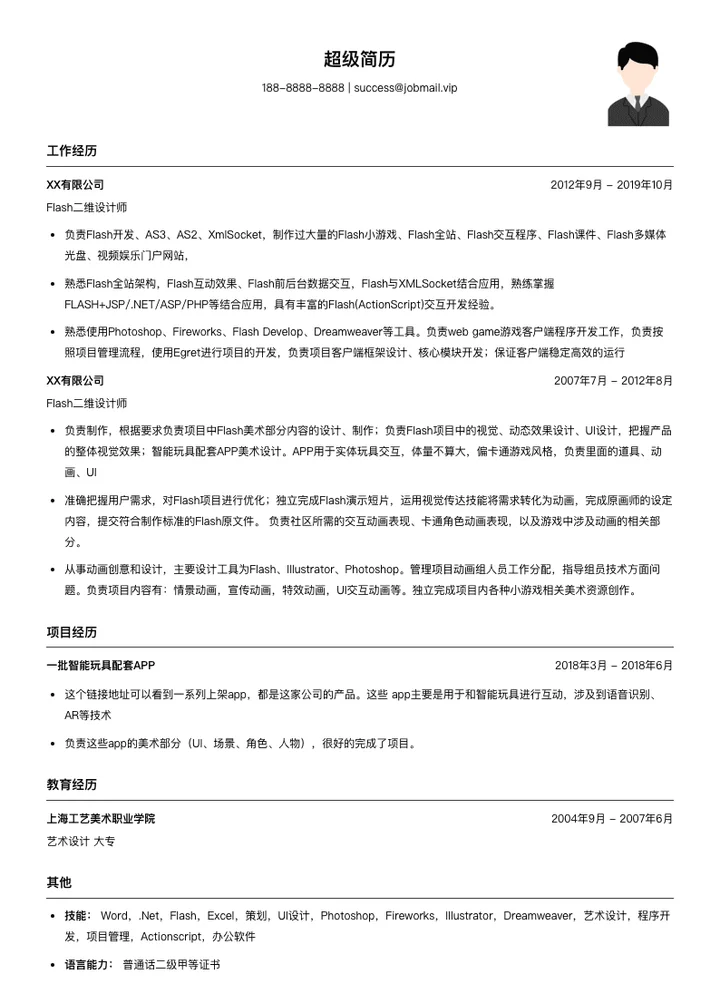 超级简历
188-8888-8888 | success@jobmail.vip
工作经历
XX有限公司 2012年9月 – 2019年10月
Flash二维设计师
• 负责Flash开发、AS3、AS2、XmlSocket，制作过大量的Flash小游戏、Flash全站、Flash交互程序、Flash课件、Flash多媒体
光盘、视频娱乐门户网站，
• 熟悉Flash全站架构，Flash互动效果、Flash前后台数据交互，Flash与XMLSocket结合应用，熟练掌握
FLASH+JSP/.NET/ASP/PHP等结合应用，具有丰富的Flash(ActionScript)交互开发经验。
• 熟悉使用Photoshop、Fireworks、Flash Develop、Dreamweaver等工具。负责web game游戏客户端程序开发工作，负责按
照项目管理流程，使用Egret进行项目的开发，负责项目客户端框架设计、核心模块开发；保证客户端稳定高效的运行
XX有限公司 2007年7月 – 2012年8月
Flash二维设计师
• 负责制作，根据要求负责项目中Flash美术部分内容的设计、制作；负责Flash项目中的视觉、动态效果设计、UI设计，把握产品
的整体视觉效果；智能玩具配套APP美术设计。APP用于实体玩具交互，体量不算大，偏卡通游戏风格，负责里面的道具、动
画、UI
• 准确把握用户需求，对Flash项目进行优化；独立完成Flash演示短片，运用视觉传达技能将需求转化为动画，完成原画师的设定
内容，提交符合制作标准的Flash原文件。 负责社区所需的交互动画表现、卡通角色动画表现，以及游戏中涉及动画的相关部
分。
• 从事动画创意和设计，主要设计工具为Flash、Illustrator、Photoshop。管理项目动画组人员工作分配，指导组员技术方面问
题。负责项目内容有：情景动画，宣传动画，特效动画，UI交互动画等。独立完成项目内各种小游戏相关美术资源创作。
项目经历
一批智能玩具配套APP 2018年3月 – 2018年6月
• 这个链接地址可以看到一系列上架app，都是这家公司的产品。这些 app主要是用于和智能玩具进行互动，涉及到语音识别、
AR等技术
• 负责这些app的美术部分（UI、场景、角色、人物），很好的完成了项目。
教育经历
上海工艺美术职业学院 2004年9月 – 2007年6月
艺术设计 大专
其他
• 技能： Word，.Net，Flash，Excel，策划，UI设计，Photoshop，Fireworks，Illustrator，Dreamweaver，艺术设计，程序开
发，项目管理，Actionscript，办公软件
• 语言能力： 普通话二级甲等证书